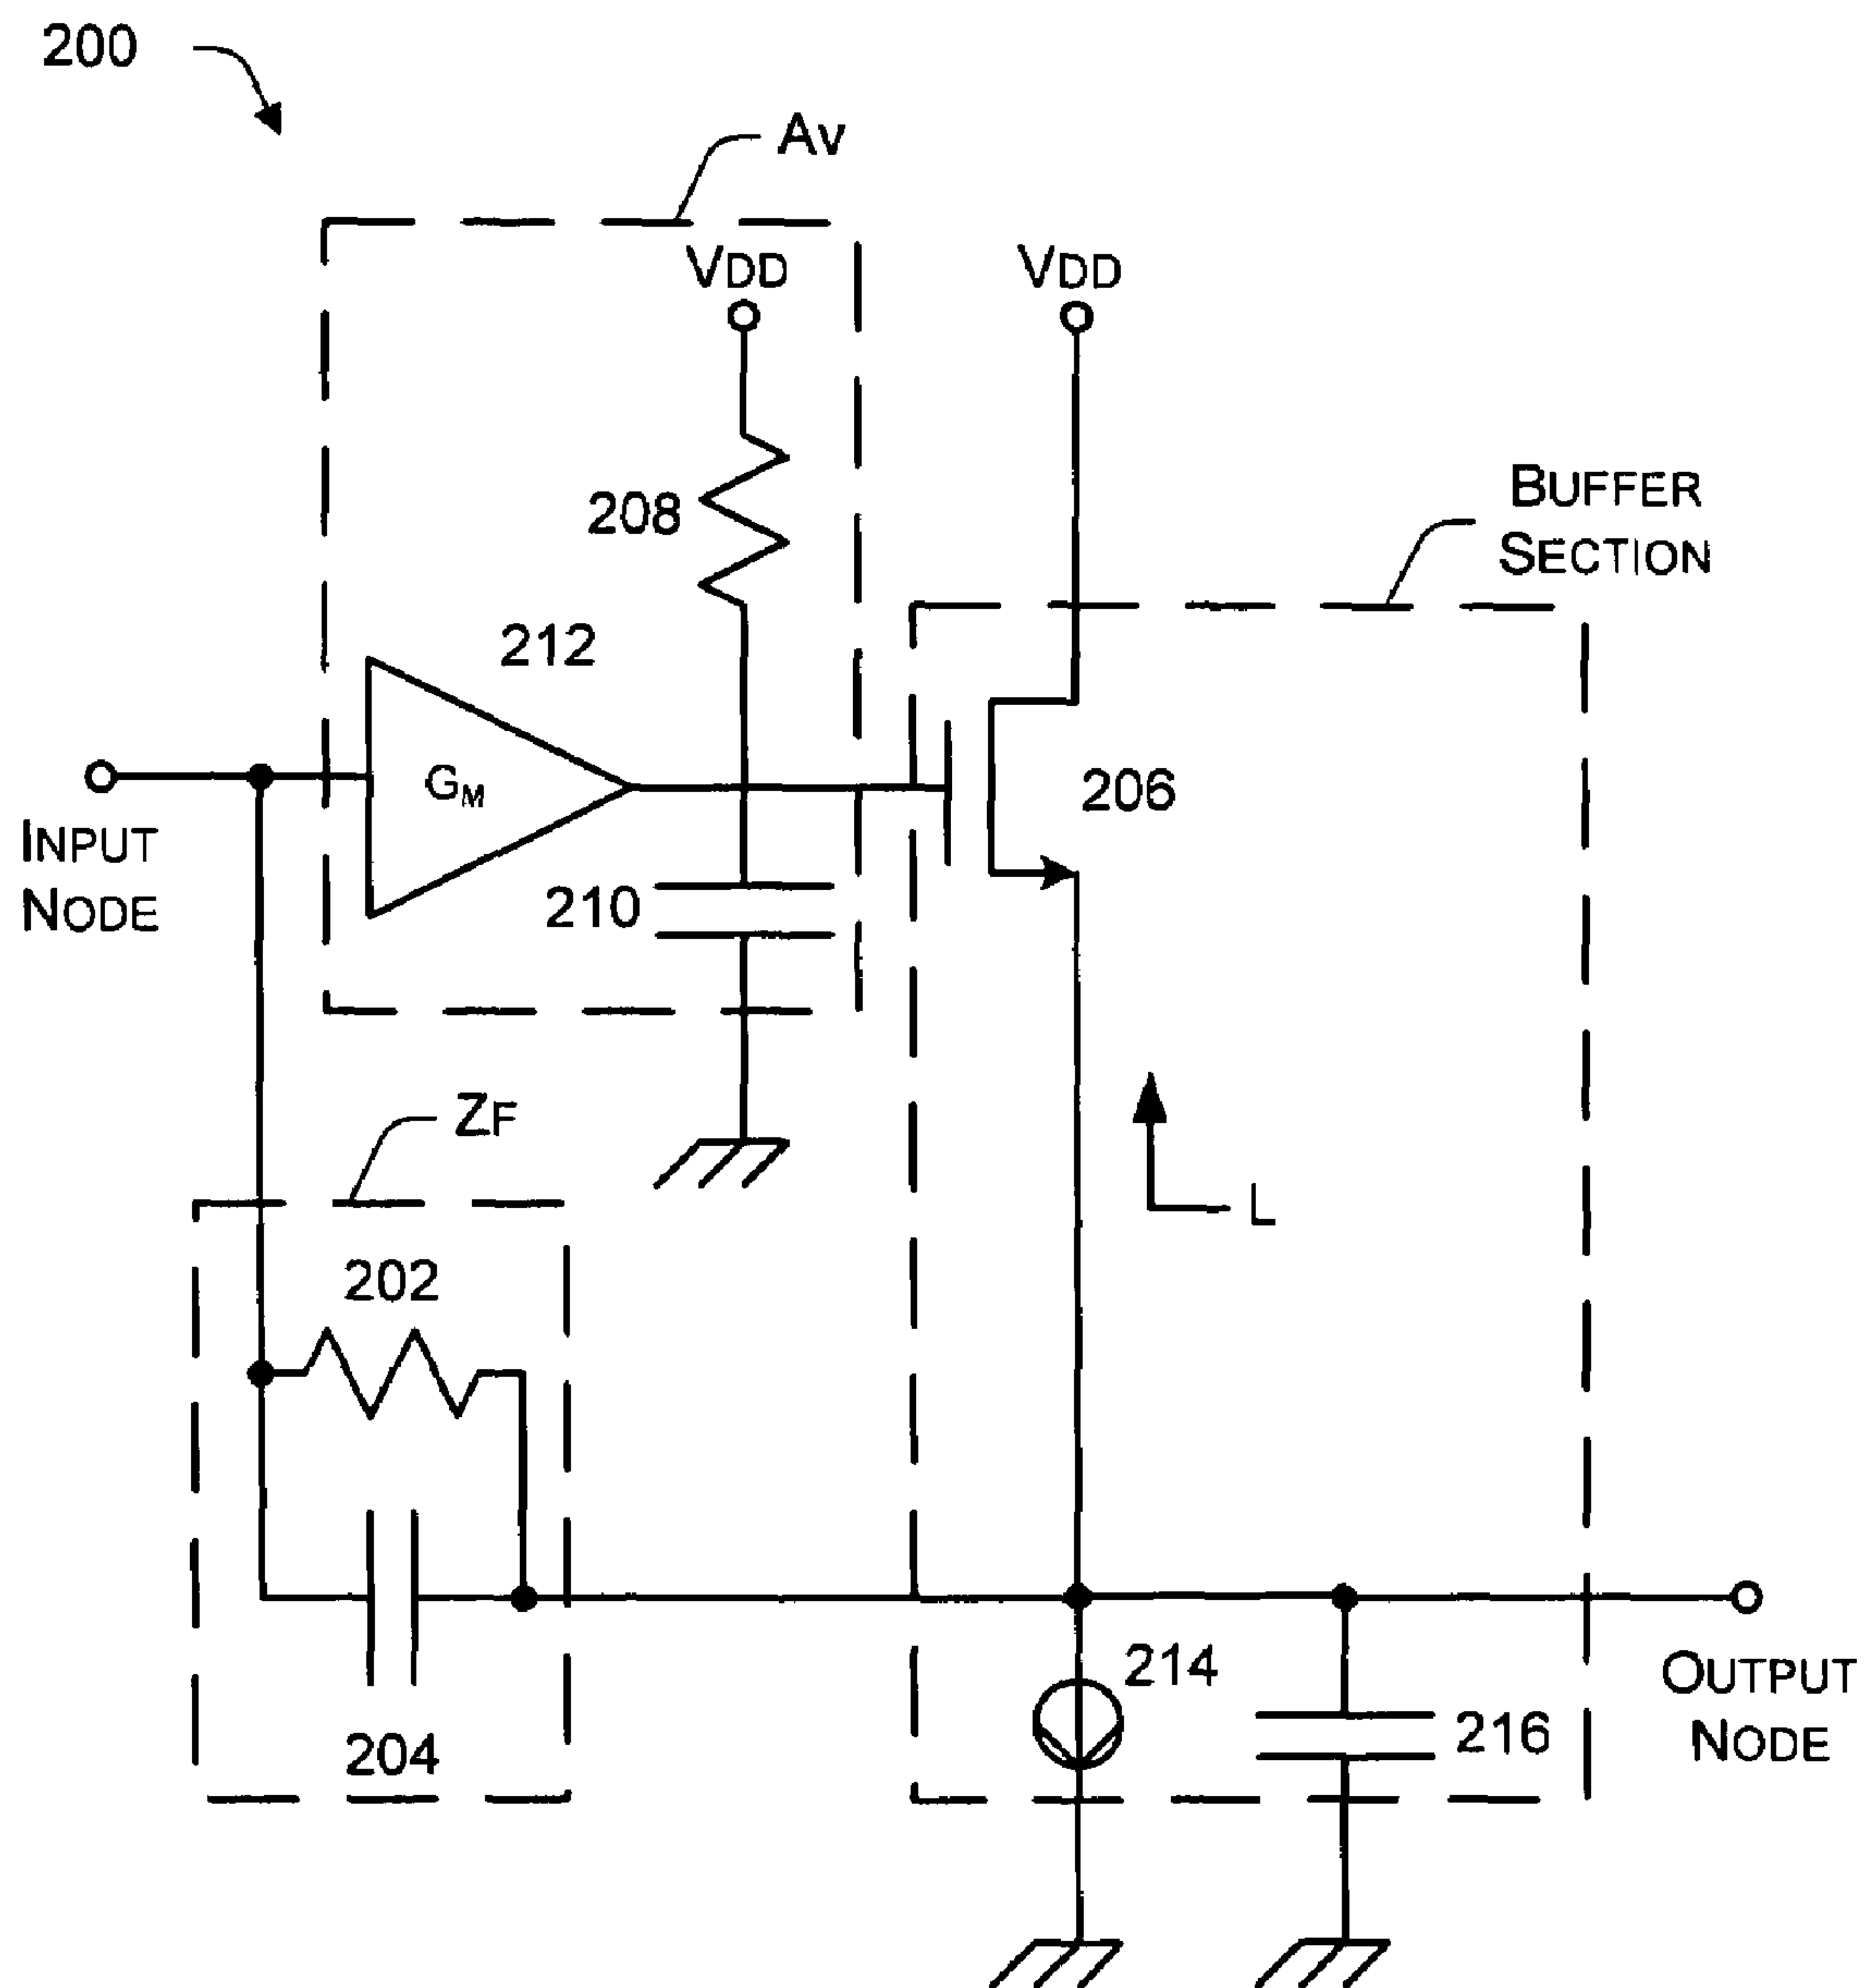 200
AV
VDD
VDD
BUFFER
SECTION
208
212
GM
206
INPUT
NODE
210
ZF
L
202
214
OUTPUT
NODE
216
204